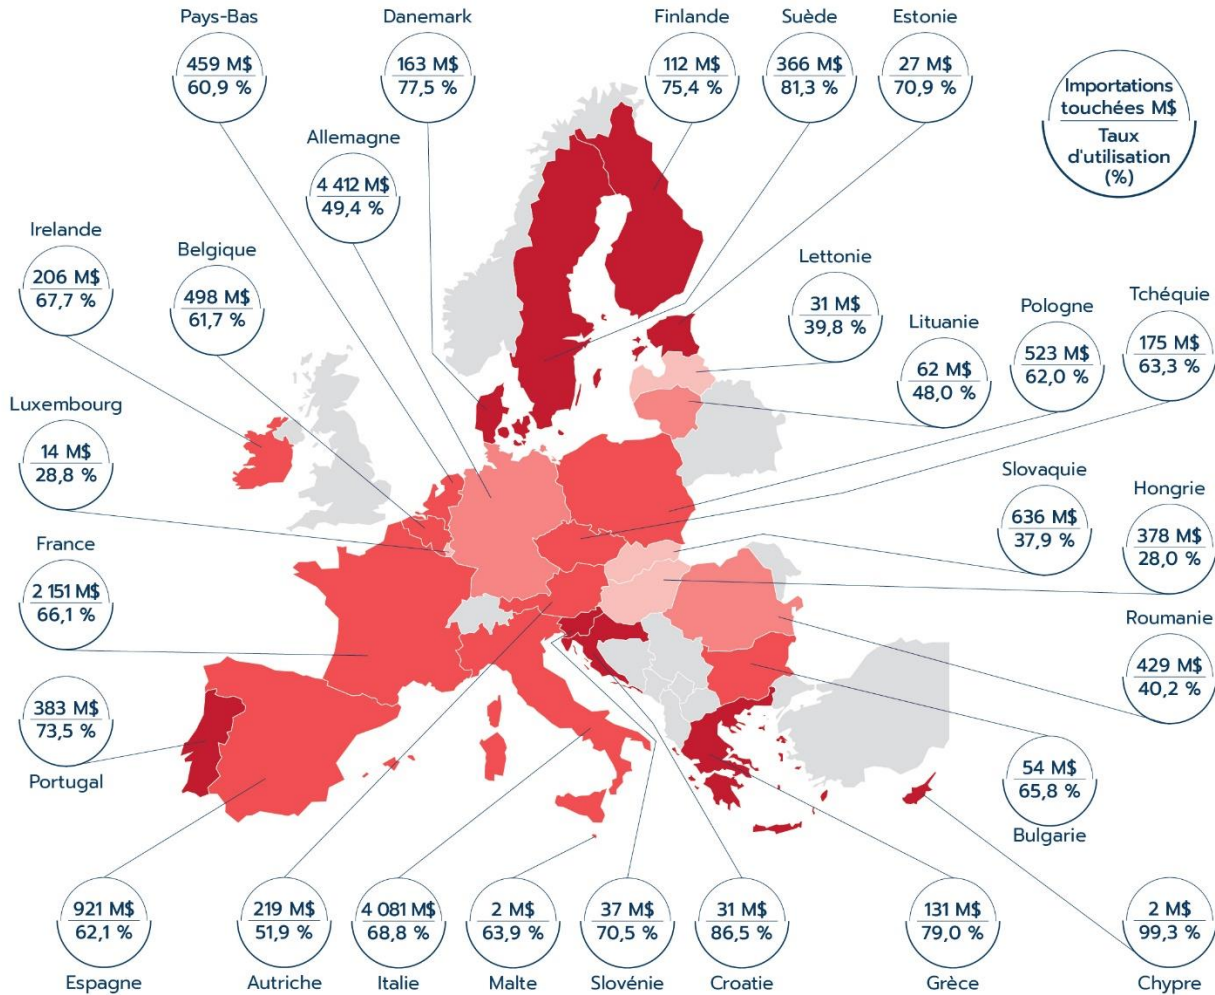 Pays-Bas
459 M$
60,9 %
Danemark
163 M$
77,5 %
Finlande
112 M$
75,4 %
Suède
366 M$
81,3 %
Estonie
27 M$
70,9 %
Importations
touchées M$
Taux
d'utilisation
(%)
Allemagne
4 412 M$
49,4 %
Irelande
206 M$
67,7 %
Belgique
498 M$
61,7 %
Lettonie
31 M$
39,8 %
Lituanie
62 M$
48,0 %
Pologne
523 M$
62,0 %
Tchéquie
175 M$
63,3 %
Luxembourg
14 M$
28,8 %
Slovaquie
636 M$
37,9 %
Hongrie
378 M$
28,0 %
France
2 151 M$
66,1 %
Roumanie
429 M$
40,2 %
383 M$
73,5 %
Portugal
54 M$
65,8 %
Bulgarie
921 M$
62,1 %
Espagne
219 M$
51,9 %
Autriche
4 081 M$
68,8 %
Italie
2 M$
63,9 %
Malte
37 M$
70,5 %
Slovénie
31 M$
86,5 %
Croatie
131 M$
79,0 %
Grèce
2 M$
99,3 %
Chypre